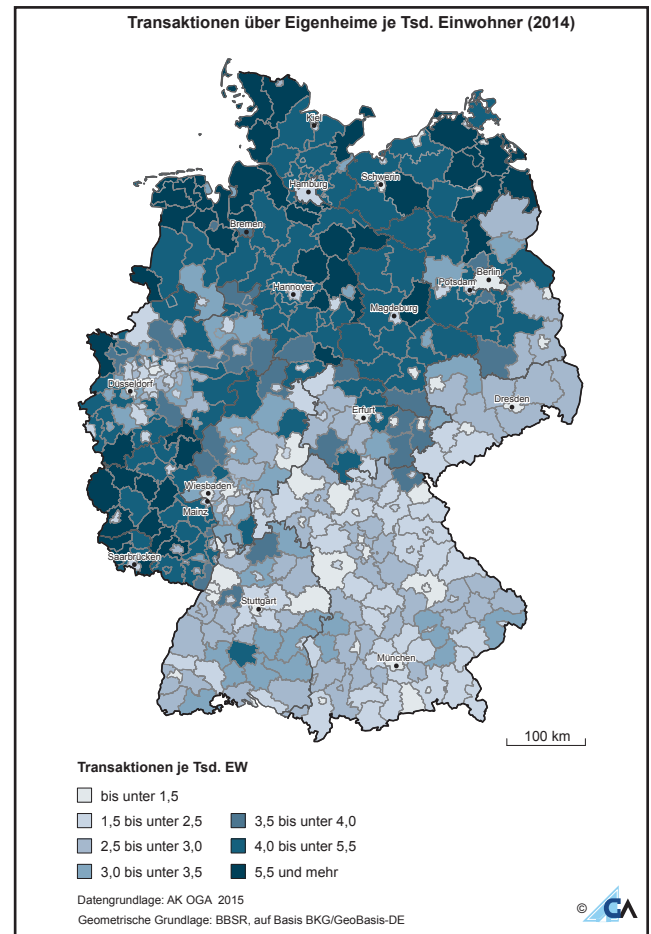 Transaktionen über Eigenheime je Tsd. Einwohner (2014)
Kiel
Hamburg
Schwerin
Bremen
Hannover
Potsdam
Berlin
Magdeburg
Düsseldorf
Erfurt
Dresden
Wiesbaden
Mainz
Saarbrücken
Stuttgart
München
100 km
Transaktionen je Tsd. EW
bis unter 1,5
1,5 bis unter 2,5
3,5 bis unter 4,0
2,5 bis unter 3,0
4,0 bis unter 5,5
3,0 bis unter 3,5
5,5 und mehr
Datengrundlage: AK OGA 2015
Geometrische Grundlage: BBSR, auf Basis BKG/GeoBasis-DE
© GA